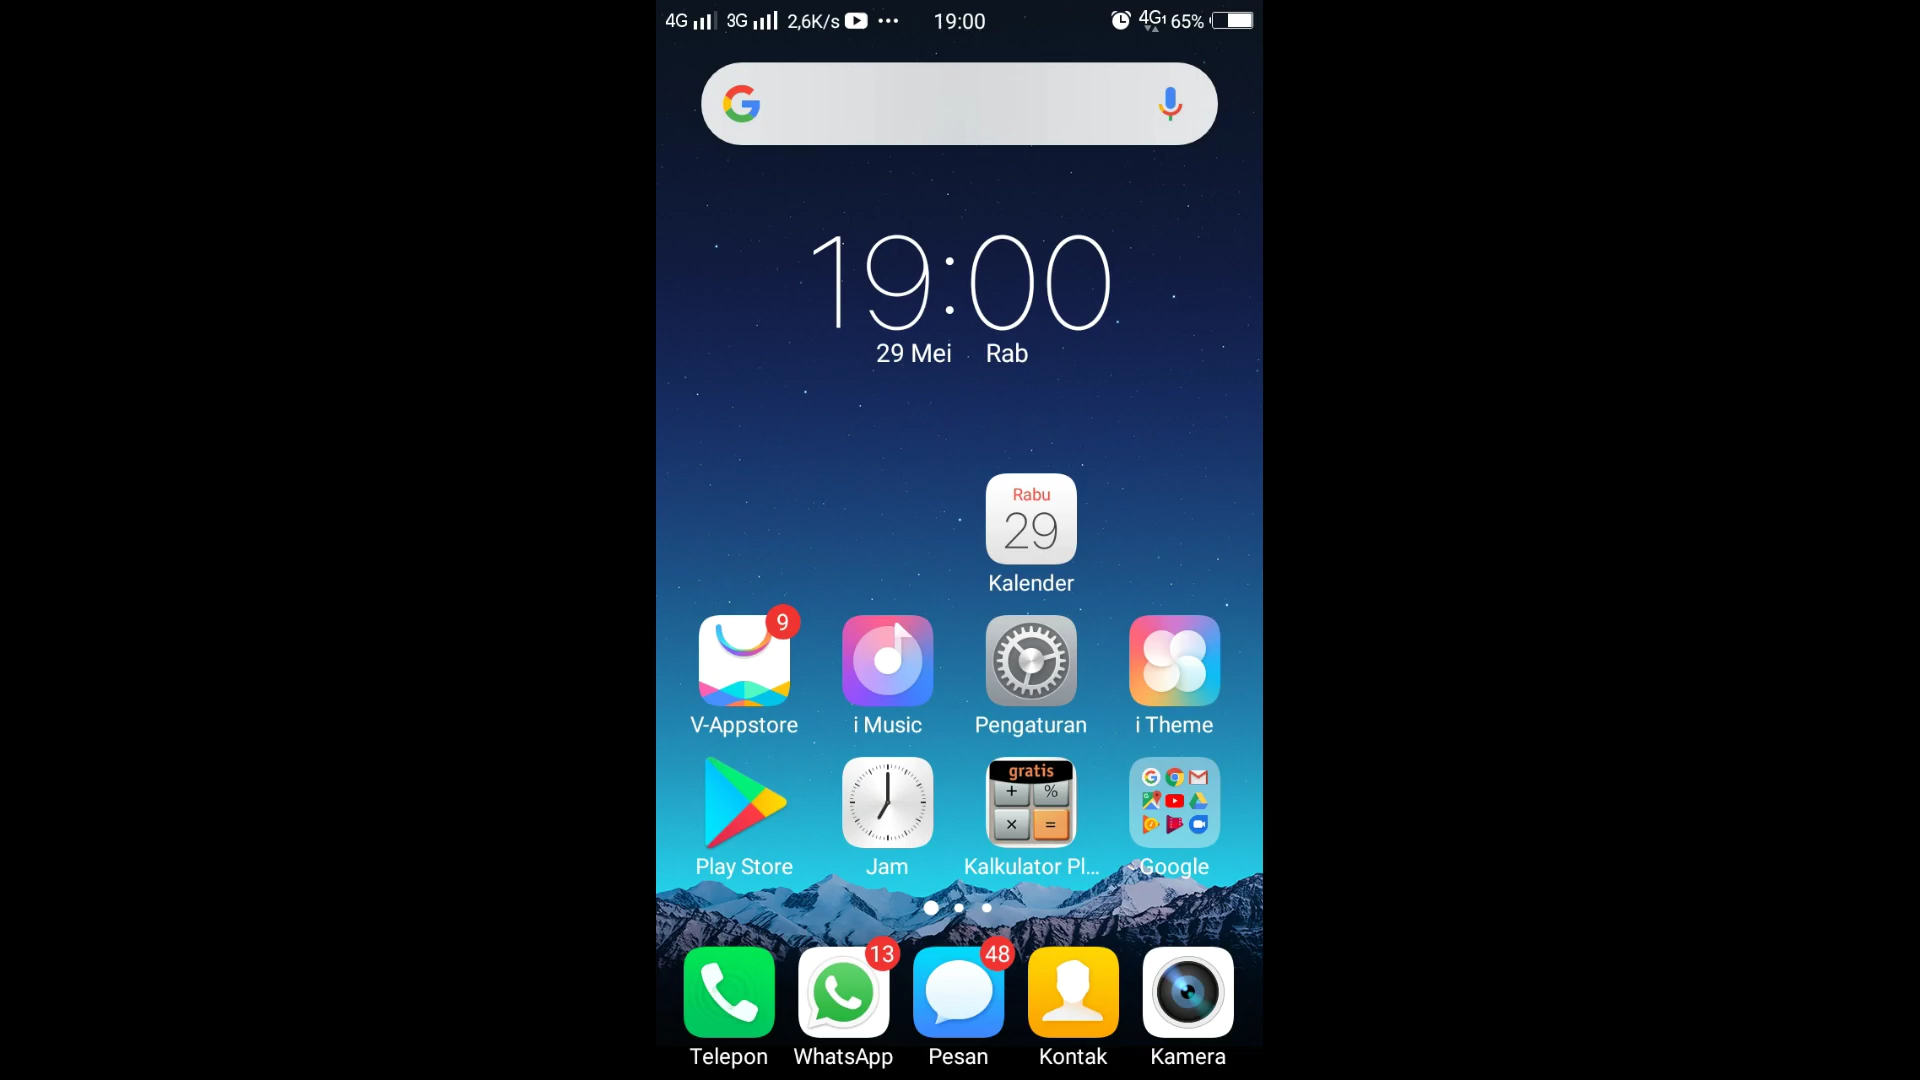 4G 3G 2,6K/s 19:00 4G1 65%
19:00
29 Mei Rab
Rabu
29
Kalender
9
V-Appstore i Music Pengaturan i Theme
gratis
+ %
× =
Play Store Jam Kalkulator Pl... Google
13 48
Telepon WhatsApp Pesan Kontak Kamera